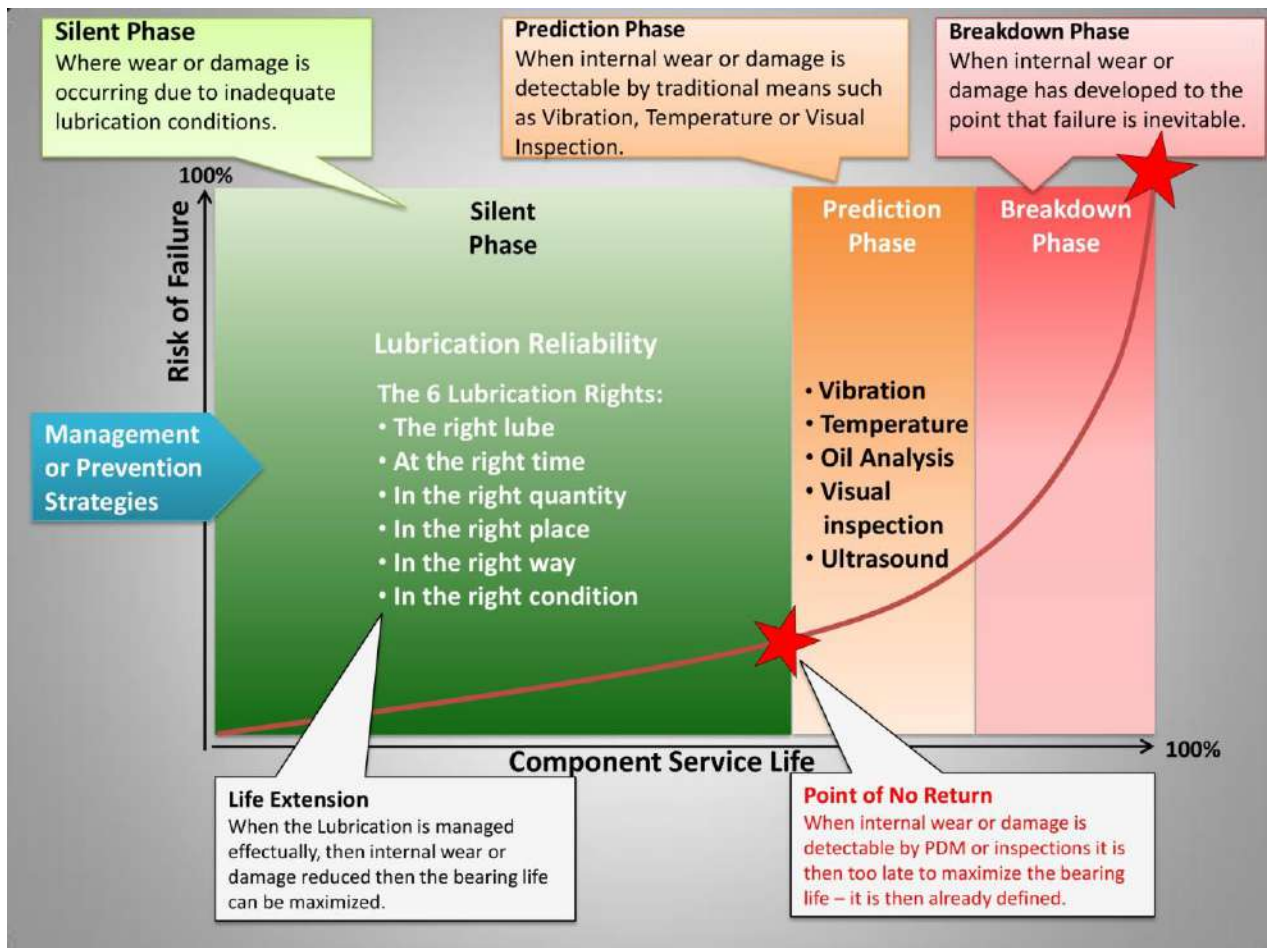 Silent Phase
Where wear or damage is
occurring due to inadequate
lubrication conditions.
Prediction Phase
When internal wear or damage is
detectable by traditional means such
as Vibration, Temperature or Visual
Inspection.
Breakdown Phase
When internal wear or
damage has developed to the
point that failure is inevitable.
100%
Risk of Failure
Silent
Phase
Prediction
Phase
Breakdown
Phase
Lubrication Reliability
The 6 Lubrication Rights:
• The right lube
• At the right time
• In the right quantity
• In the right place
• In the right way
• In the right condition
• Vibration
• Temperature
• Oil Analysis
• Visual
inspection
• Ultrasound
Management
or Prevention
Strategies
Component Service Life
100%
Life Extension
When the Lubrication is managed
effectually, then internal wear or
damage reduced then the bearing life
can be maximized.
Point of No Return
When internal wear or damage is
detectable by PDM or inspections it is
then too late to maximize the bearing
life – it is then already defined.